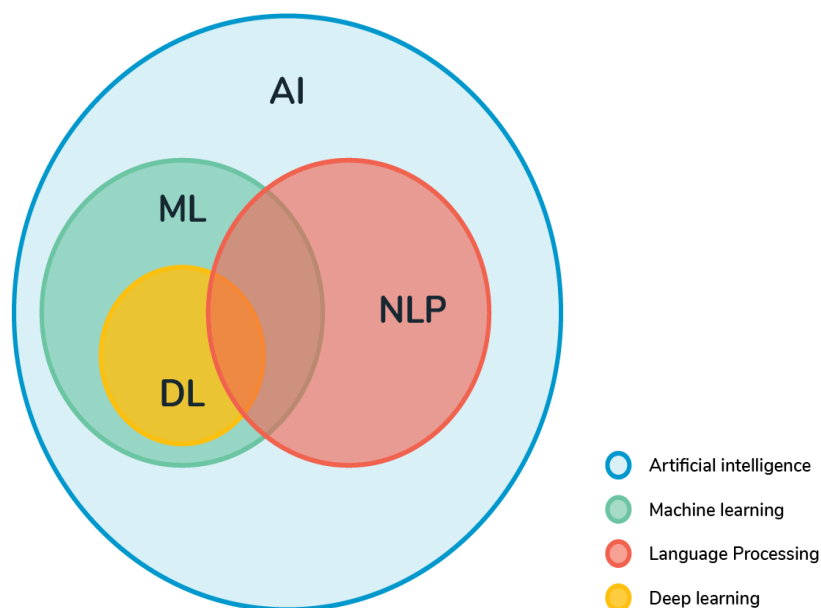 AI
ML
NLP
DL
Artificial intelligence
Machine learning
Language Processing
Deep learning